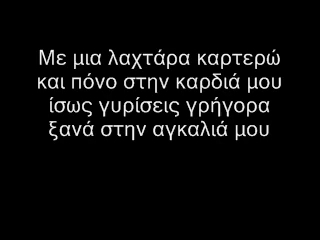 Με μια λαχτάρα καρτερώ
και πόνο στην καρδιά μου
ίσως γυρίσεις γρήγορα
ξανά στην αγκαλιά μου